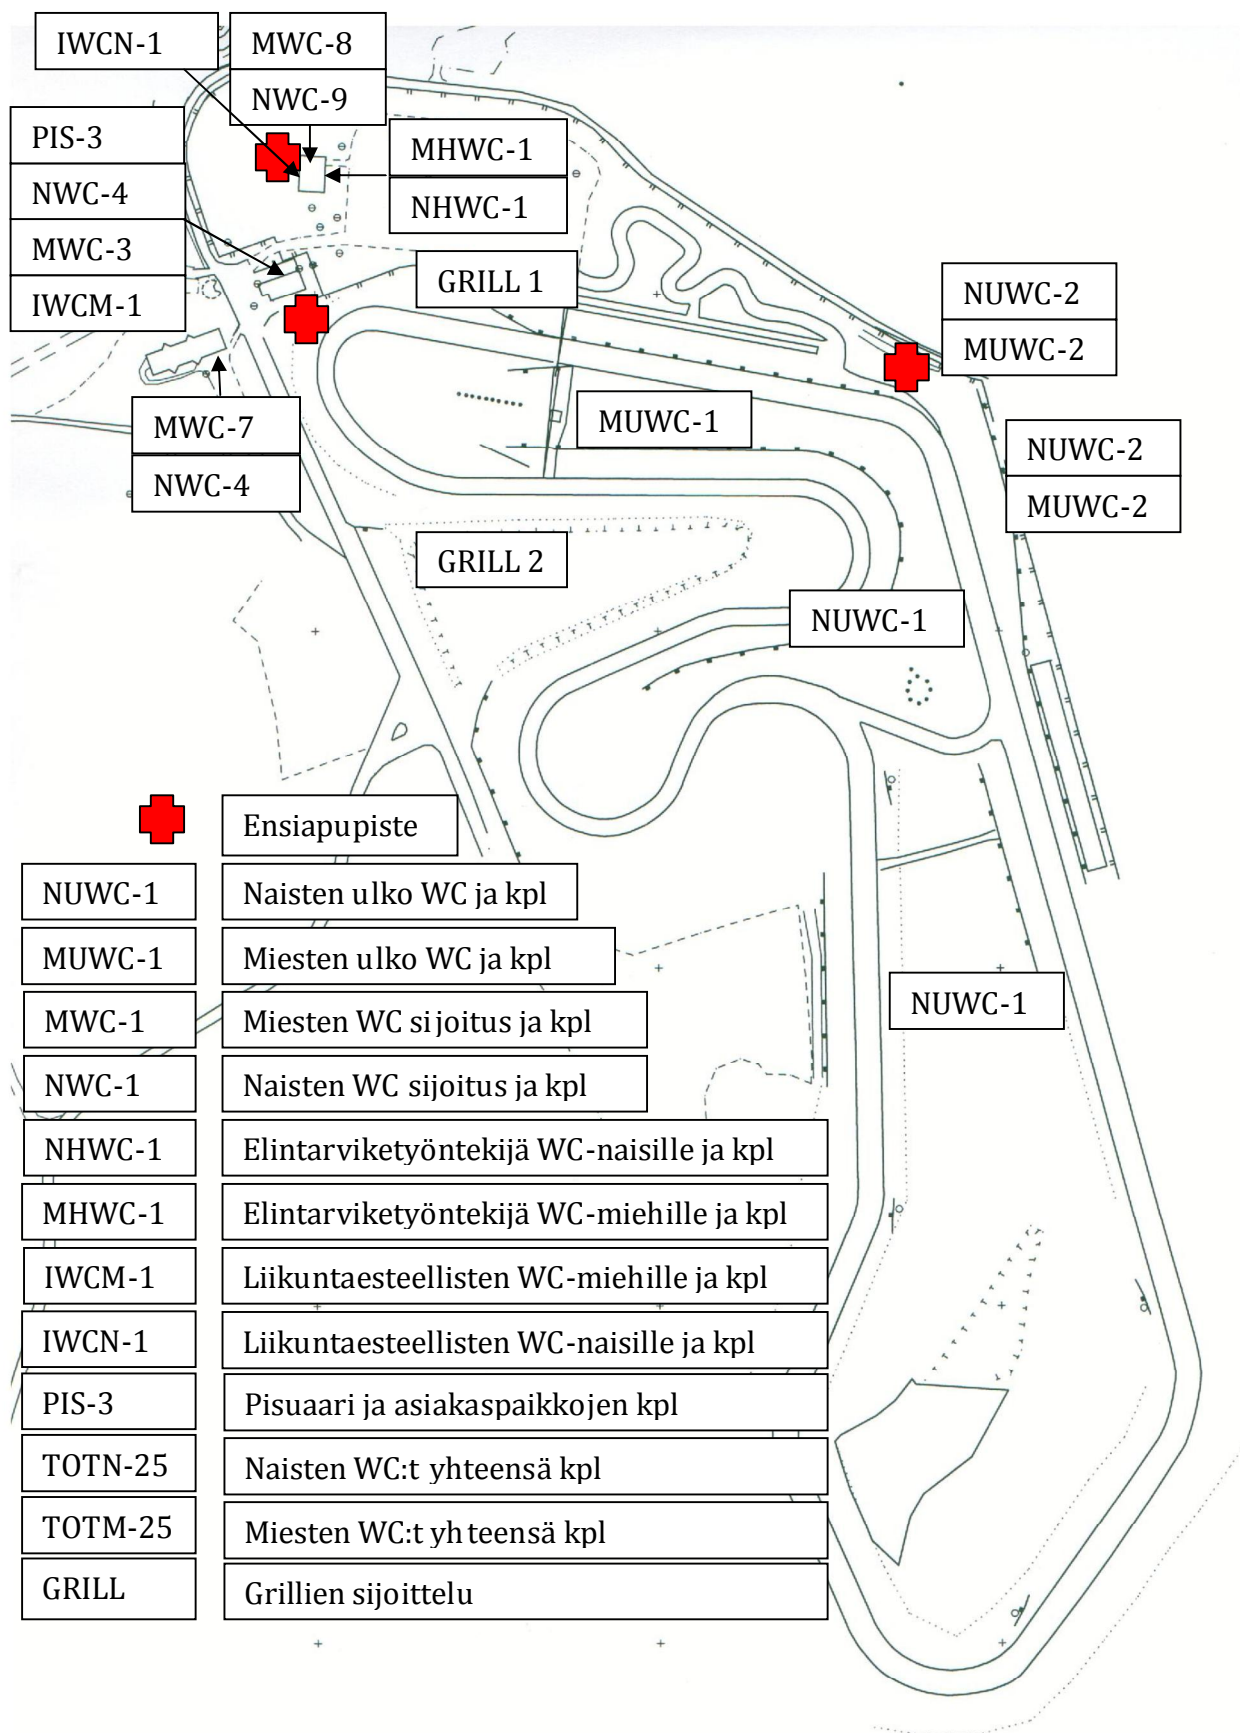 IWCN-1
MWC-8
NWC-9
PIS-3
NWC-4
MWC-3
IWCM-1
MHWC-1
NHWC-1
GRILL 1
NUWC-2
MUWC-2
MWC-7
NWC-4
MUWC-1
NUWC-2
MUWC-2
GRILL 2
NUWC-1
NUWC-1
Ensiapupiste
NUWC-1 Naisten ulko WC ja kpl
MUWC-1 Miesten ulko WC ja kpl
MWC-1 Miesten WC sijoitus ja kpl
NWC-1 Naisten WC sijoitus ja kpl
NHWC-1 Elintarviketyöntekijä WC-naisille ja kpl
MHWC-1 Elintarviketyöntekijä WC-miehille ja kpl
IWCM-1 Liikuntaesteellisten WC-miehille ja kpl
IWCN-1 Liikuntaesteellisten WC-naisille ja kpl
PIS-3 Pisuaari ja asiakaspaikkojen kpl
TOTN-25 Naisten WC:t yhteensä kpl
TOTM-25 Miesten WC:t yhteensä kpl
GRILL Grillien sijoittelu